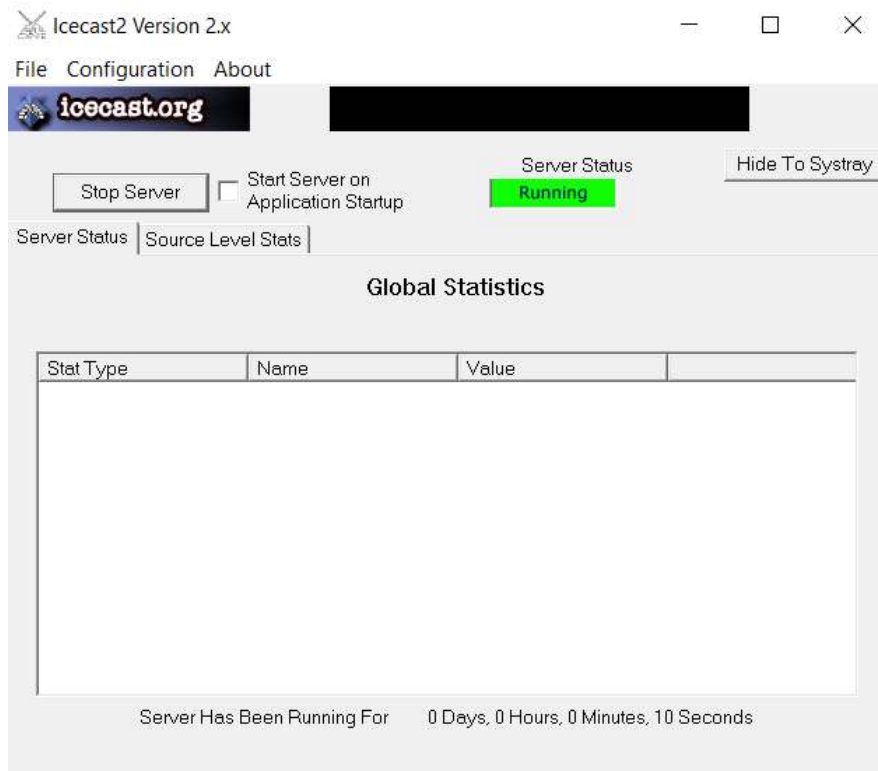 Icecast2 Version 2.x
File Configuration About
icecast.org
Stop Server
Start Server on
Application Startup
Server Status
Running
Hide To Systray
Server Status Source Level Stats
Global Statistics
Stat Type Name Value
Server Has Been Running For 0 Days, 0 Hours, 0 Minutes, 10 Seconds